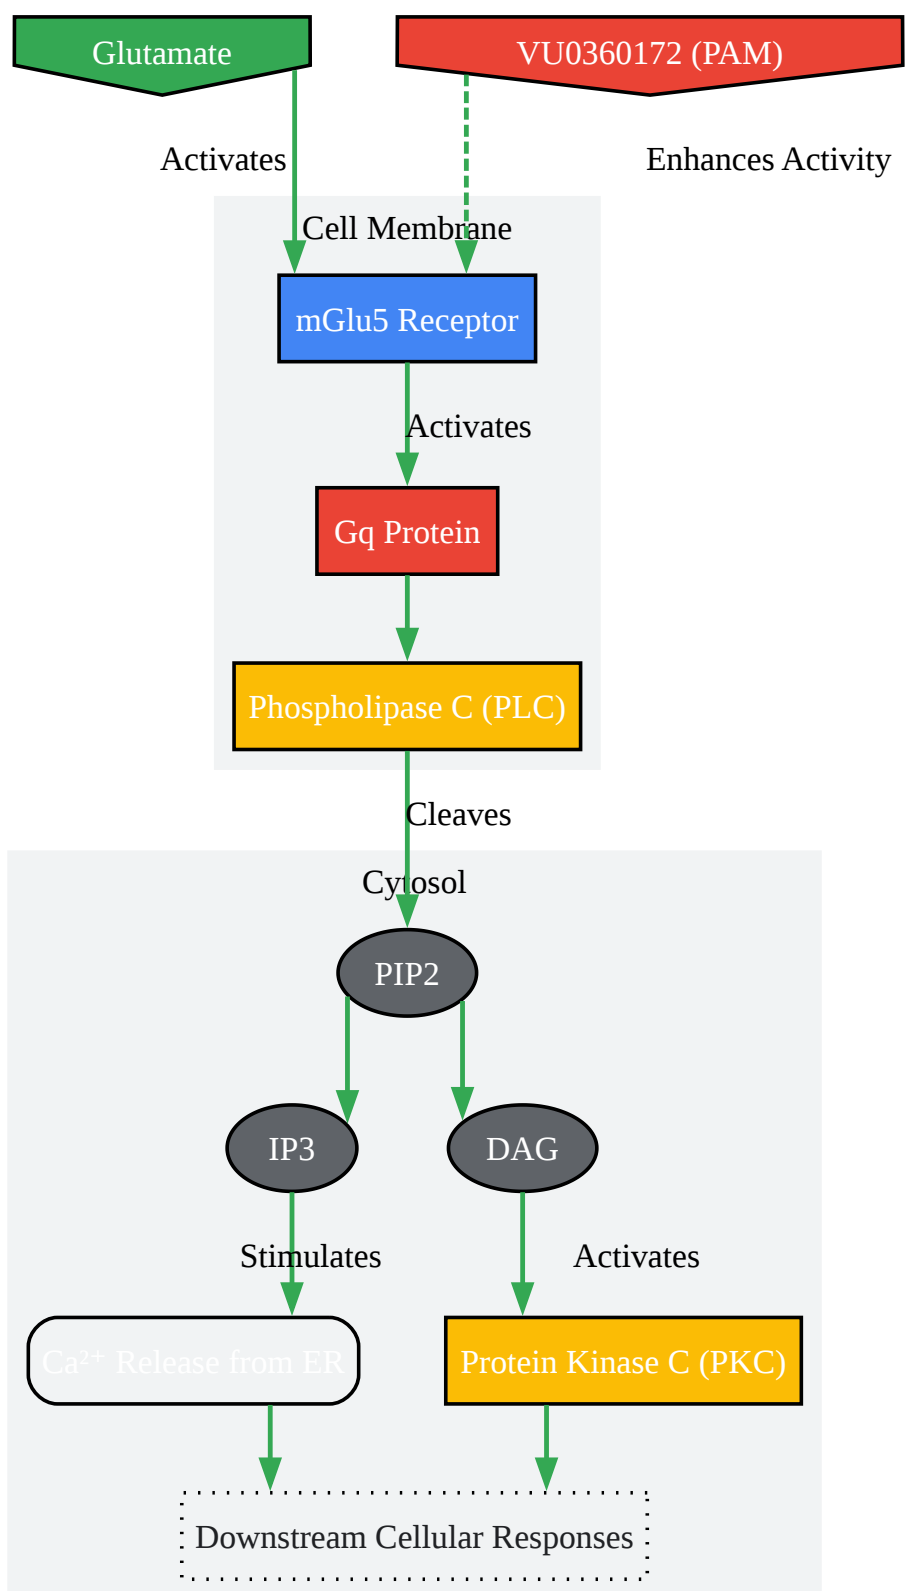 Glutamate
VU0360172 (PAM)
Activates
Enhances Activity
Cell Membrane
mGlu5 Receptor
Activates
Gq Protein
Phospholipase C (PLC)
Cleaves
Cytosol
PIP2
IP3
DAG
Stimulates
Activates
Ca²⁺ Release from ER
Protein Kinase C (PKC)
Downstream Cellular Responses